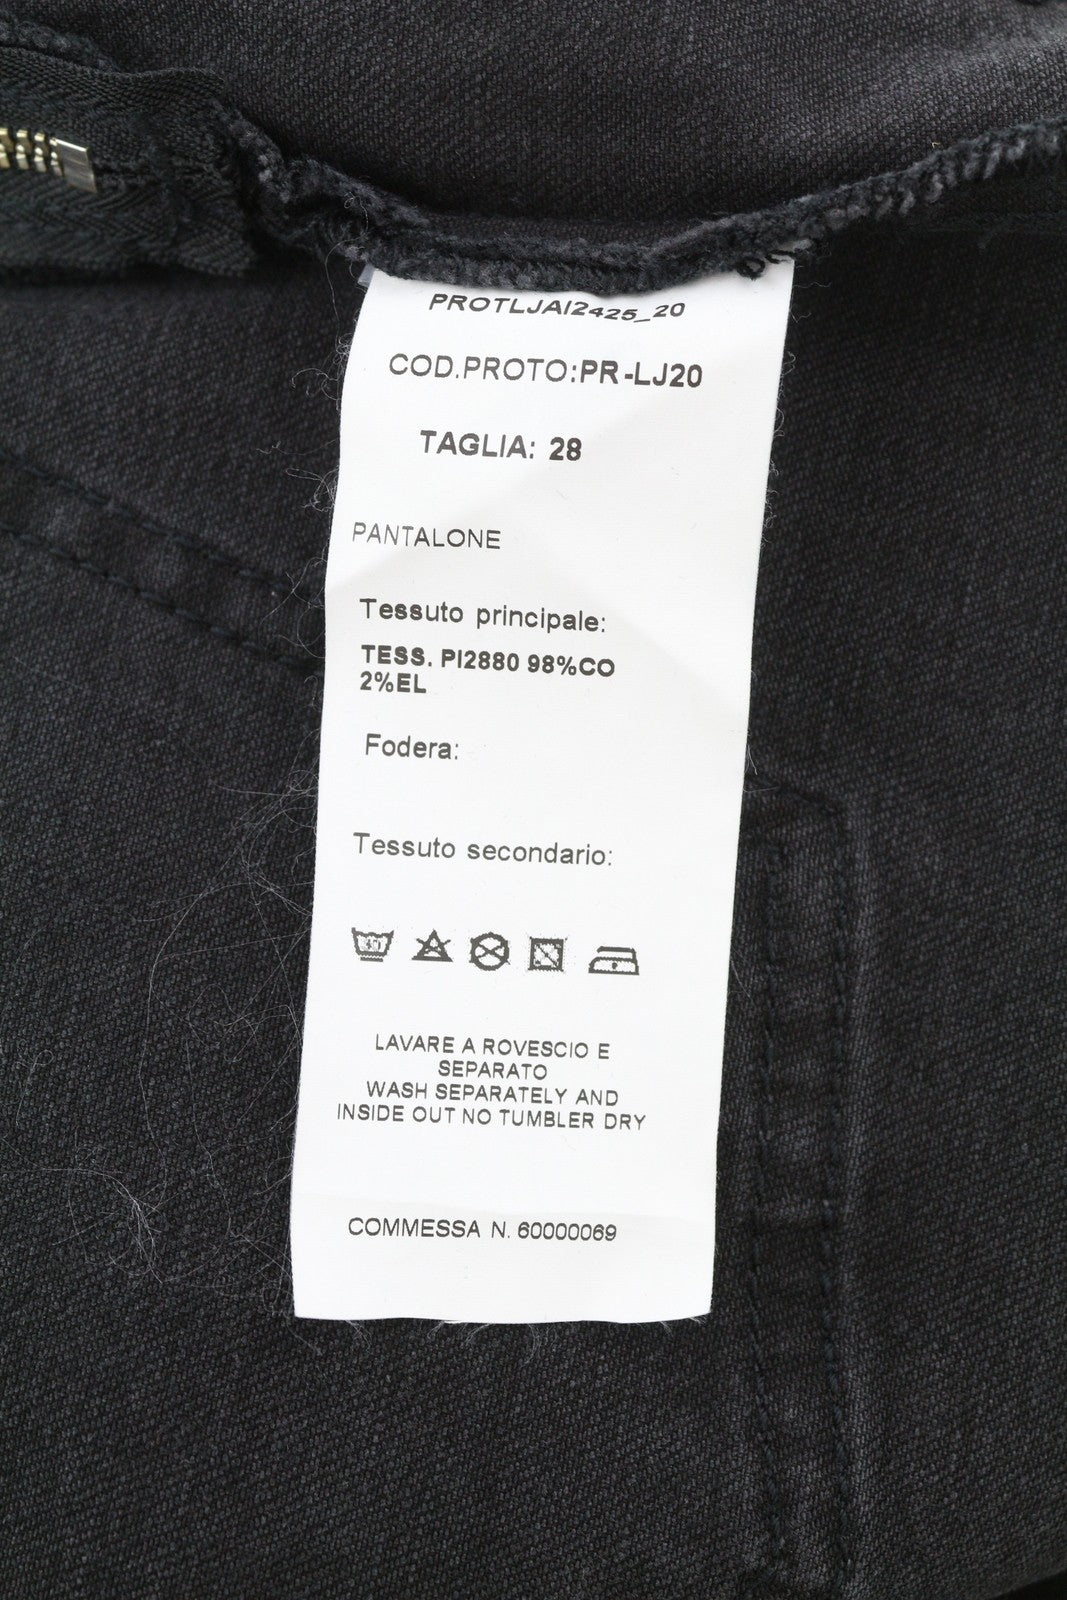 PROTLJAI2425_20
COD.PROTO:PR-LJ20
TAGLIA: 28
PANTALONE
Tessuto principale:
TESS. PI2880 98%CO
2%EL
Fodera:
Tessuto secondario:
40
LAVARE A ROVESCIO E
SEPARATO
WASH SEPARATELY AND
INSIDE OUT NO TUMBLER DRY
COMMESSA N. 60000069